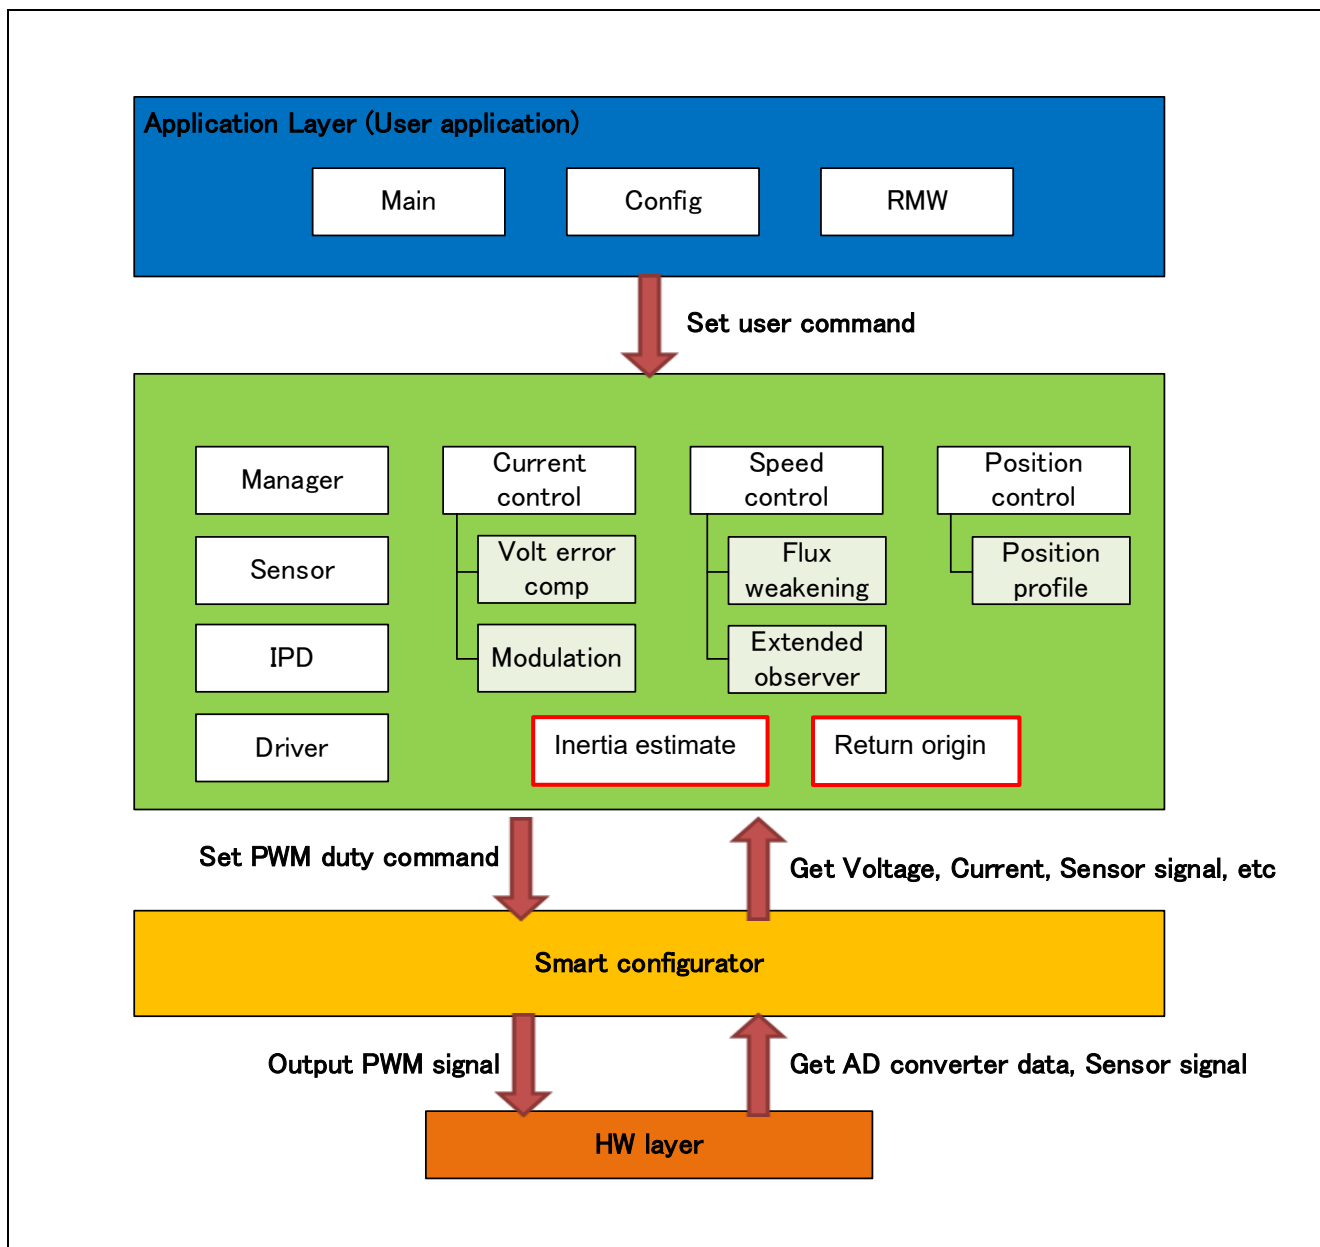 Application Layer (User application)
Main
Config
RMW
Set user command
Manager
Sensor
IPD
Driver
Current
control
Volt error
comp
Modulation
Speed
control
Flux
weakening
Extended
observer
Position
control
Position
profile
Inertia estimate
Return origin
Set PWM duty command
Get Voltage, Current, Sensor signal, etc
Smart configurator
Output PWM signal
Get AD converter data, Sensor signal
HW layer